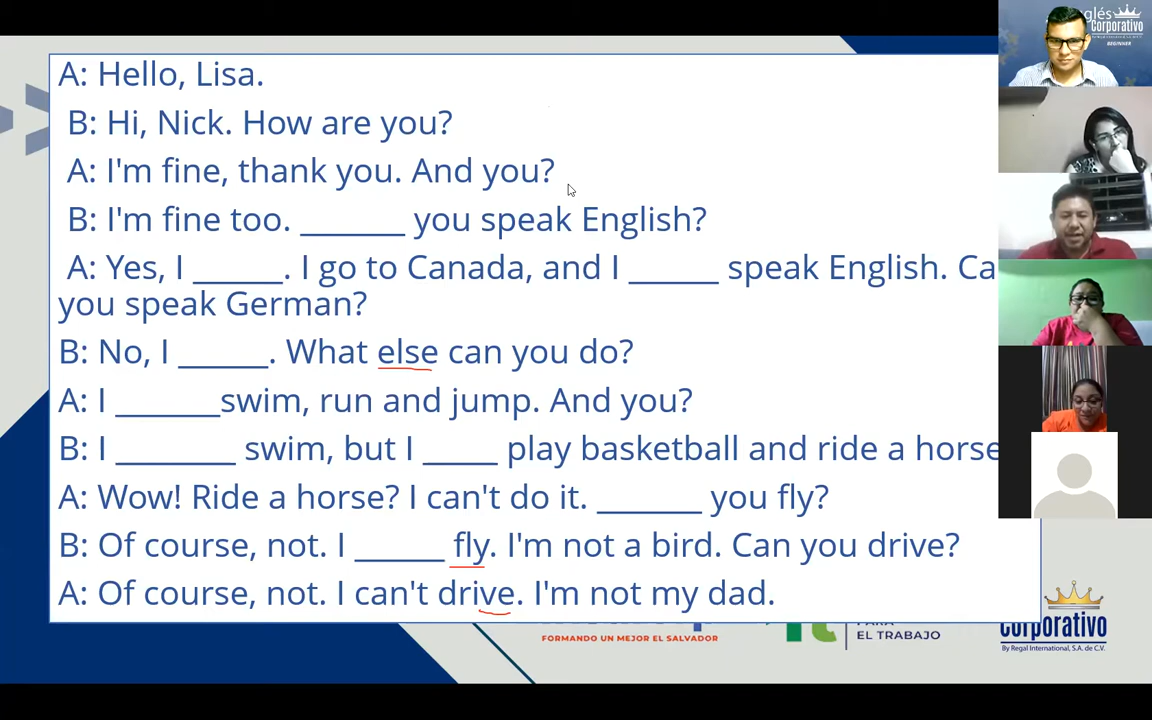 A: Hello, Lisa.
B: Hi, Nick. How are you?
A: I'm fine, thank you. And you?
B: I'm fine too. _______ you speak English?
A: Yes, I ______. I go to Canada, and I ______ speak English. Ca
you speak German?
B: No, I ______. What else can you do?
A: I _______swim, run and jump. And you?
B: I ________ swim, but I _____ play basketball and ride a horse
A: Wow! Ride a horse? I can't do it. _______ you fly?
B: Of course, not. I ______ fly. I'm not a bird. Can you drive?
A: Of course, not. I can't drive. I'm not my dad.
FORMANDO UN MEJOR EL SALVADOR
PARA
EL TRABAJO
corporativo
By Regal International, S.A. de C.V.
glés
Corporativo
BEGINNER